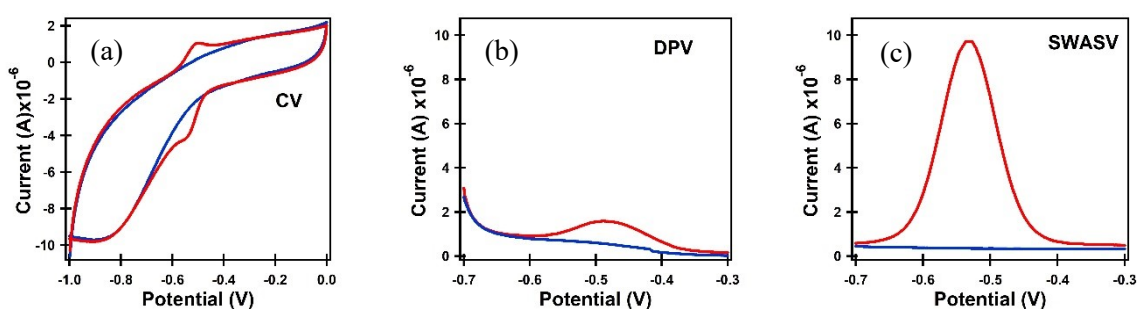 (a)
CV
Current (A)x10⁻⁶
2
0
-2
-4
-6
-8
-10
-1.0 -0.8 -0.6 -0.4 -0.2 0.0
Potential (V)
(b)
DPV
Current (A) x10⁻⁶
10
8
6
4
2
0
-0.7 -0.6 -0.5 -0.4 -0.3
Potential (V)
(c)
SWASV
Current (A) x10⁻⁶
10
8
6
4
2
0
-0.7 -0.6 -0.5 -0.4 -0.3
Potential (V)